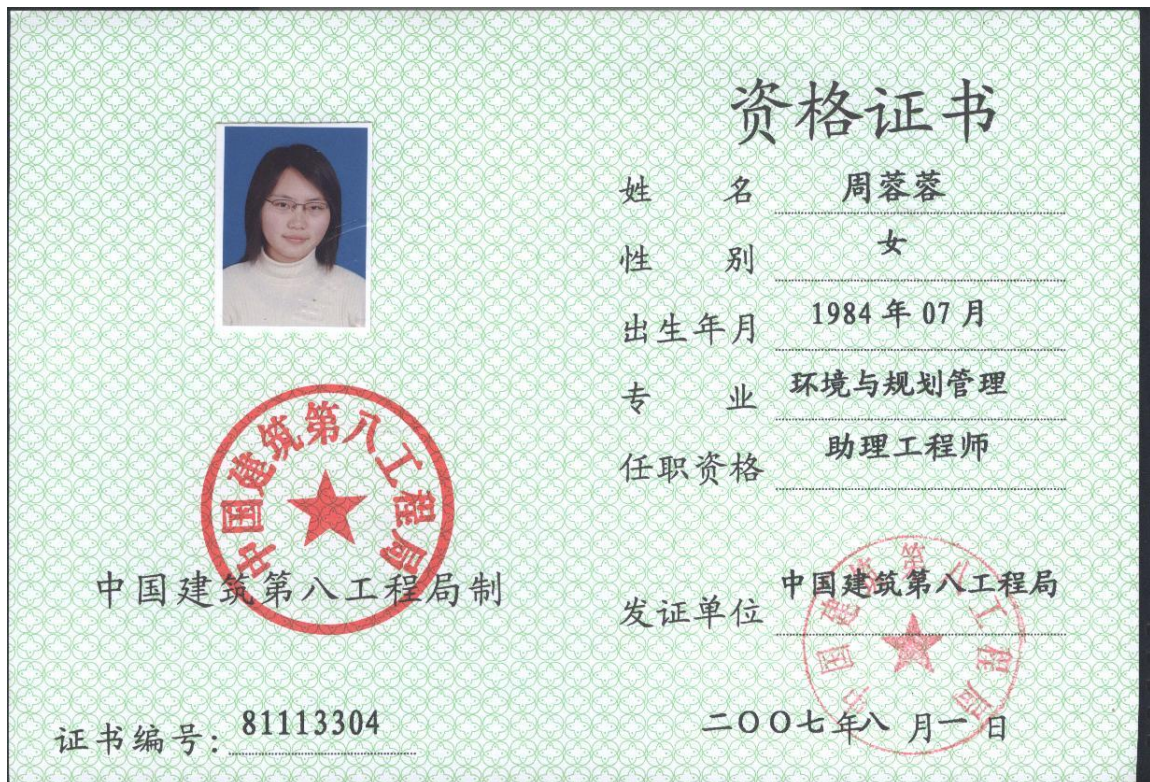 中国建筑第八工程局
中国建筑第八工程局制
证书编号: 81113304
资格证书
姓名 周蓉蓉
性别 女
出生年月 1984年07月
专业 环境与规划管理
任职资格 助理工程师
发证单位 中国建筑第八工程局
中国建筑第八工程局
二〇〇七年八月一日